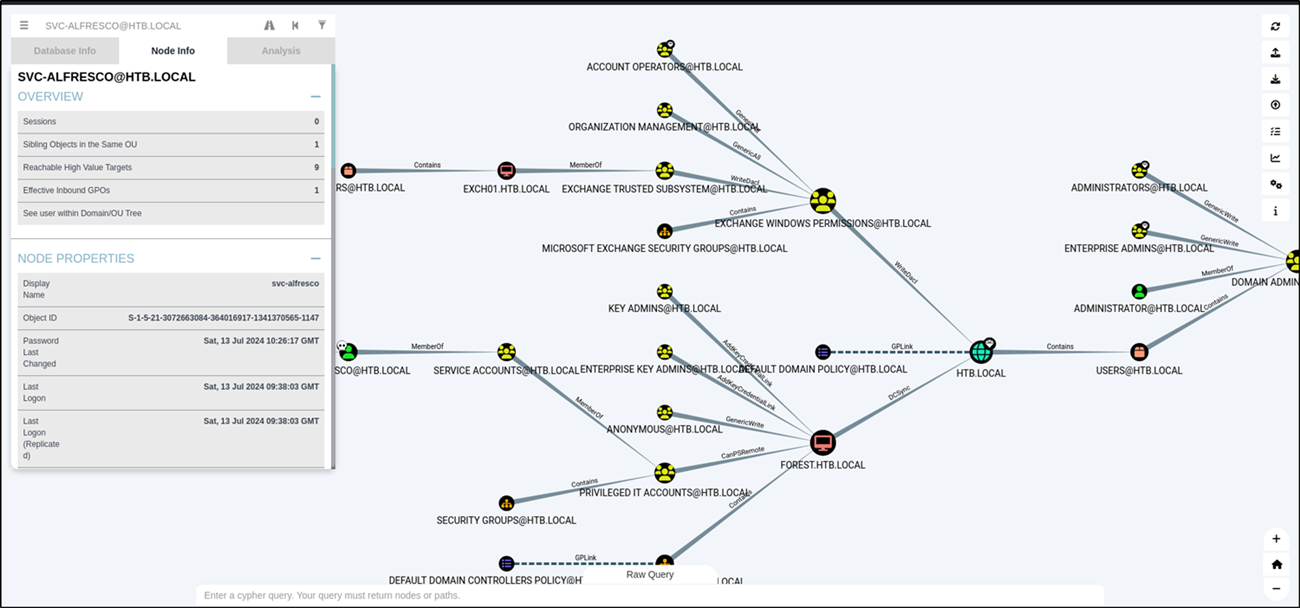 SVC-ALFRESCO@HTB.LOCAL
Database Info
Node Info
Analysis
SVC-ALFRESCO@HTB.LOCAL
OVERVIEW
Sessions 0
Sibling Objects in the Same OU 1
Reachable High Value Targets 9
Effective Inbound GPOs 1
See user within Domain/OU Tree
NODE PROPERTIES
Display
Name
svc-alfresco
Object ID S-1-5-21-3072663084-364016917-1341370565-1147
Password
Last
Changed
Sat, 13 Jul 2024 10:26:17 GMT
Last
Logon
Sat, 13 Jul 2024 09:38:03 GMT
Last
Logon
(Replicate
d)
Sat, 13 Jul 2024 09:38:03 GMT
ACCOUNT OPERATORS@HTB.LOCAL
GenericAll
ORGANIZATION MANAGEMENT@HTB.LOCAL
GenericAll
RS@HTB.LOCAL
Contains
EXCH01.HTB.LOCAL
MemberOf
EXCHANGE TRUSTED SUBSYSTEM@HTB.LOCAL
WriteDacl
Contains
EXCHANGE WINDOWS PERMISSIONS@HTB.LOCAL
MICROSOFT EXCHANGE SECURITY GROUPS@HTB.LOCAL
WriteDacl
ADMINISTRATORS@HTB.LOCAL
GenericWrite
ENTERPRISE ADMINS@HTB.LOCAL
GenericWrite
MemberOf
DOMAIN ADMIN
ADMINISTRATOR@HTB.LOCAL
Contains
KEY ADMINS@HTB.LOCAL
AddKeyCredentialLink
SCO@HTB.LOCAL
MemberOf
SERVICE ACCOUNTS@HTB.LOCAL
ENTERPRISE KEY ADMINS@HTB.LOCAL
AddKeyCredentialLink
DEFAULT DOMAIN POLICY@HTB.LOCAL
GPLink
HTB.LOCAL
Contains
USERS@HTB.LOCAL
DCSync
MemberOf
ANONYMOUS@HTB.LOCAL
GenericWrite
CanPSRemote
FOREST.HTB.LOCAL
PRIVILEGED IT ACCOUNTS@HTB.LOCAL
Contains
SECURITY GROUPS@HTB.LOCAL
Contains
GPLink
DEFAULT DOMAIN CONTROLLERS POLICY@H
LOCAL
Raw Query
Enter a cypher query. Your query must return nodes or paths.